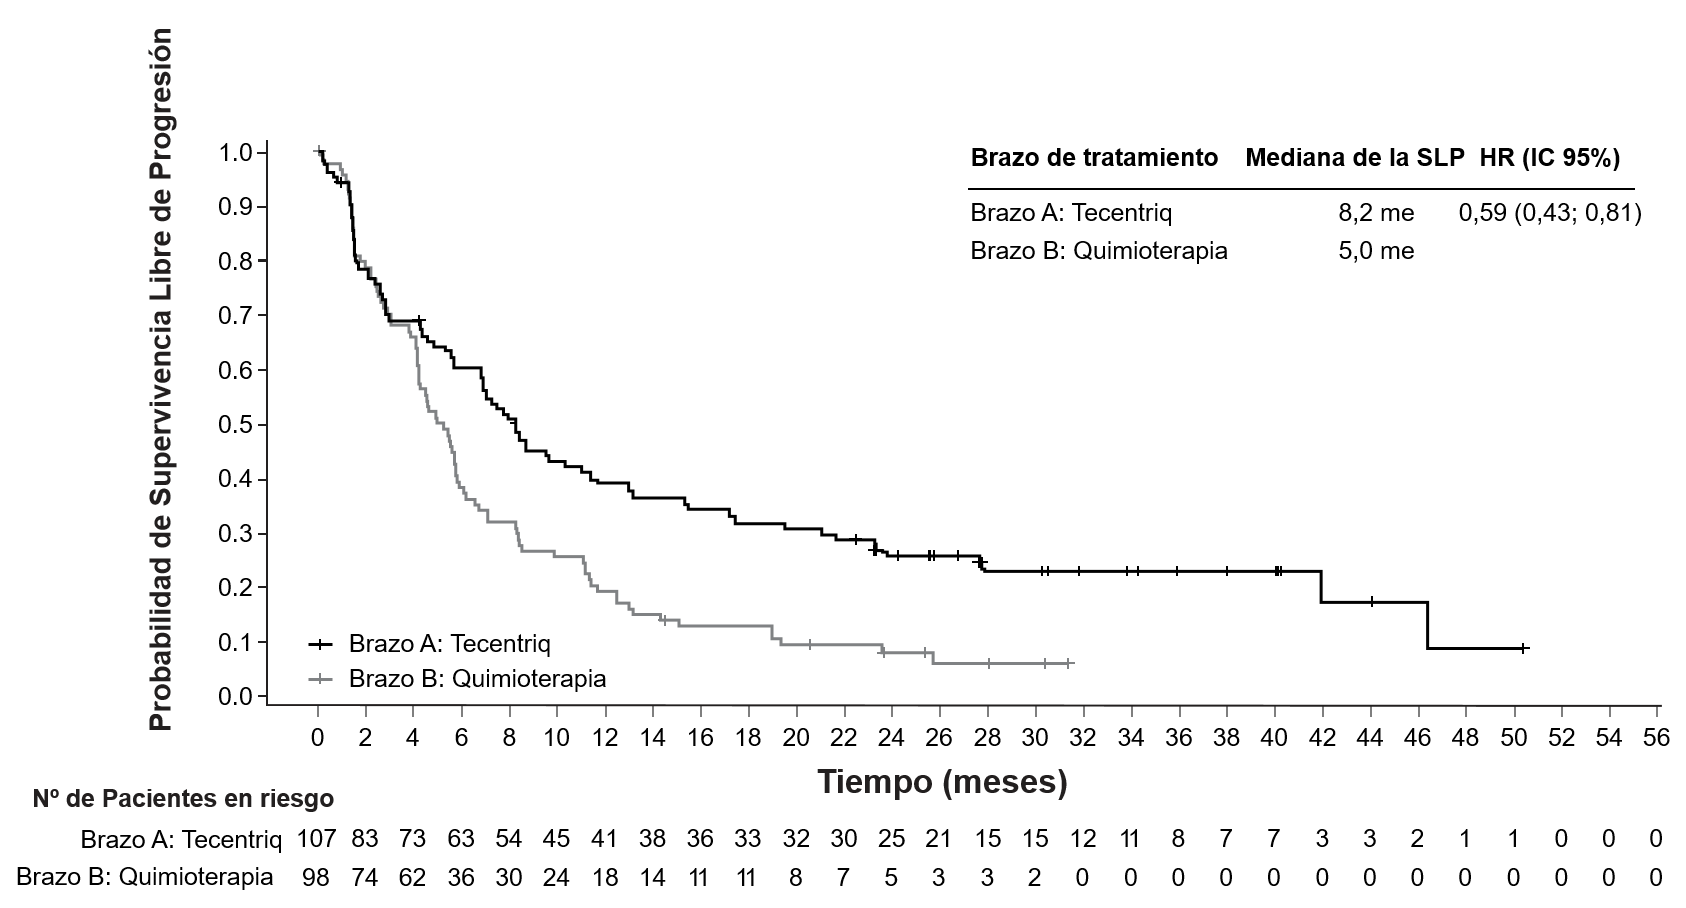 Probabilidad de Supervivencia Libre de Progresión
1.0
0.9
0.8
0.7
0.6
0.5
0.4
0.3
0.2
0.1
0.0
Brazo de tratamiento Mediana de la SLP HR (IC 95%)
Brazo A: Tecentriq 8,2 me 0,59 (0,43; 0,81)
Brazo B: Quimioterapia 5,0 me
Brazo A: Tecentriq
Brazo B: Quimioterapia
0 2 4 6 8 10 12 14 16 18 20 22 24 26 28 30 32 34 36 38 40 42 44 46 48 50 52 54 56
Tiempo (meses)
Nº de Pacientes en riesgo
Brazo A: Tecentriq 107 83 73 63 54 45 41 38 36 33 32 30 25 21 15 15 12 11 8 7 7 3 3 2 1 1 0 0 0
Brazo B: Quimioterapia 98 74 62 36 30 24 18 14 11 11 8 7 5 3 3 2 0 0 0 0 0 0 0 0 0 0 0 0 0